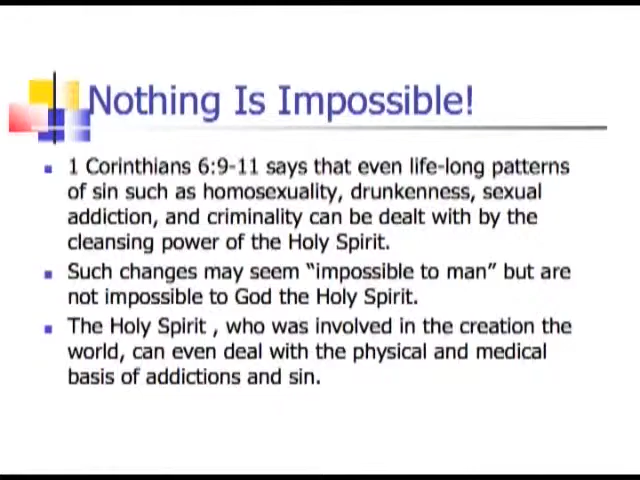 Nothing Is Impossible!
1 Corinthians 6:9-11 says that even life-long patterns
of sin such as homosexuality, drunkenness, sexual
addiction, and criminality can be dealt with by the
cleansing power of the Holy Spirit.
Such changes may seem “impossible to man” but are
not impossible to God the Holy Spirit.
The Holy Spirit , who was involved in the creation the
world, can even deal with the physical and medical
basis of addictions and sin.